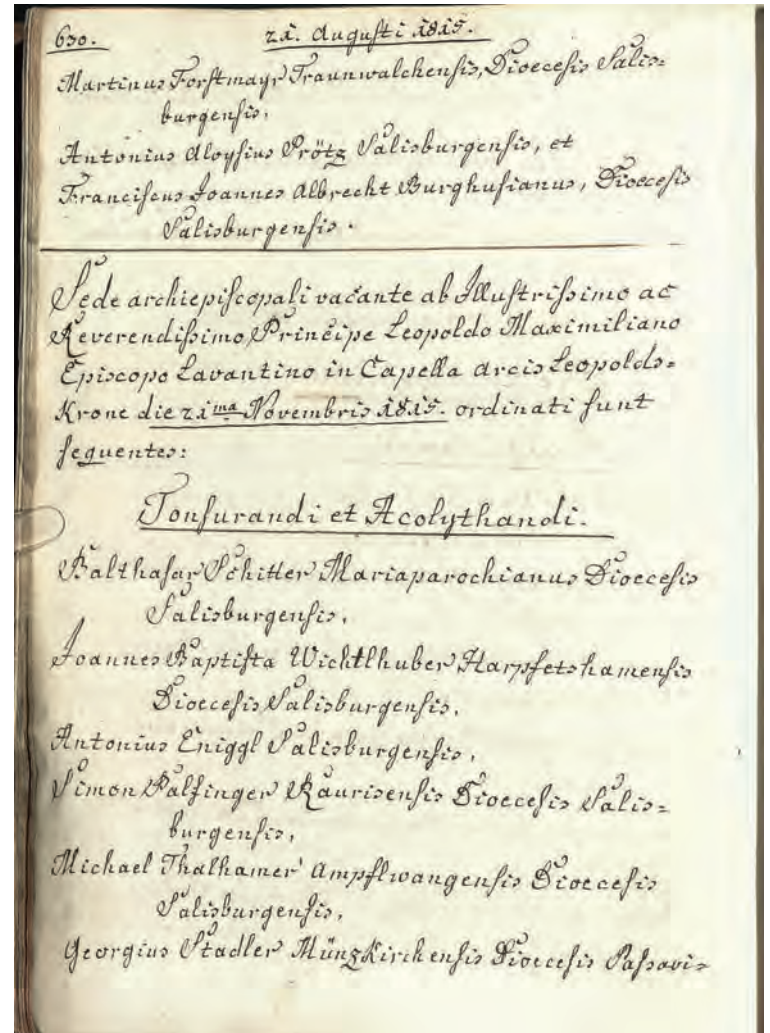 630. 21. Augusti 1815.
Martinus Forstmayr Traunwalchensis, Dioecesis Salis=
burgensis,
Antonius Aloysius Prötz Salisburgensis, et
Franciscus Joannes Albrecht Burghusianus, Dioecesis
Salisburgensis.
Sede archiepiscopali vacante ab Illustrissimo ac
Reverendissimo Principe Leopoldo Maximiliano
Episcopo Lavantino in Capella arcis Leopolds=
Krone die 21ma Novembris 1815. ordinati sunt
sequentes:
Tonsurandi et Acolythandi.
Balthasar Schitter Mariaparochianus Dioecesis
Salisburgensis,
Joannes Baptista Wichtlhuber Harpfetshamensis
Dioecesis Salisburgensis,
Antonius Eniggl Salisburgensis,
Simon Palfinger Raurisensis Dioecesis Salis=
burgensis,
Michael Thalhamer Ampflwangensis Dioecesis
Salisburgensis,
Georgius Stadler Münzkirchensis Dioecesis Passavi=